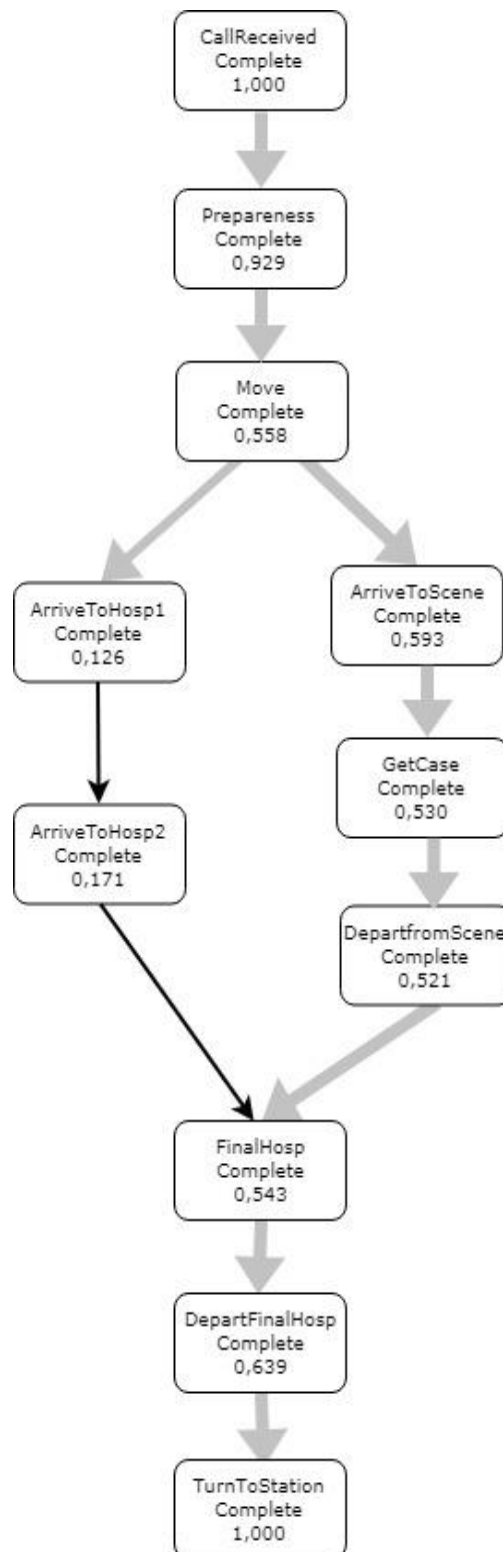 CallReceived
Complete
1,000
Prepareness
Complete
0,929
Move
Complete
0,558
ArriveToHosp1
Complete
0,126
ArriveToScene
Complete
0,593
GetCase
Complete
0,530
ArriveToHosp2
Complete
0,171
DepartfromScene
Complete
0,521
FinalHosp
Complete
0,543
DepartFinalHosp
Complete
0,639
TurnToStation
Complete
1,000